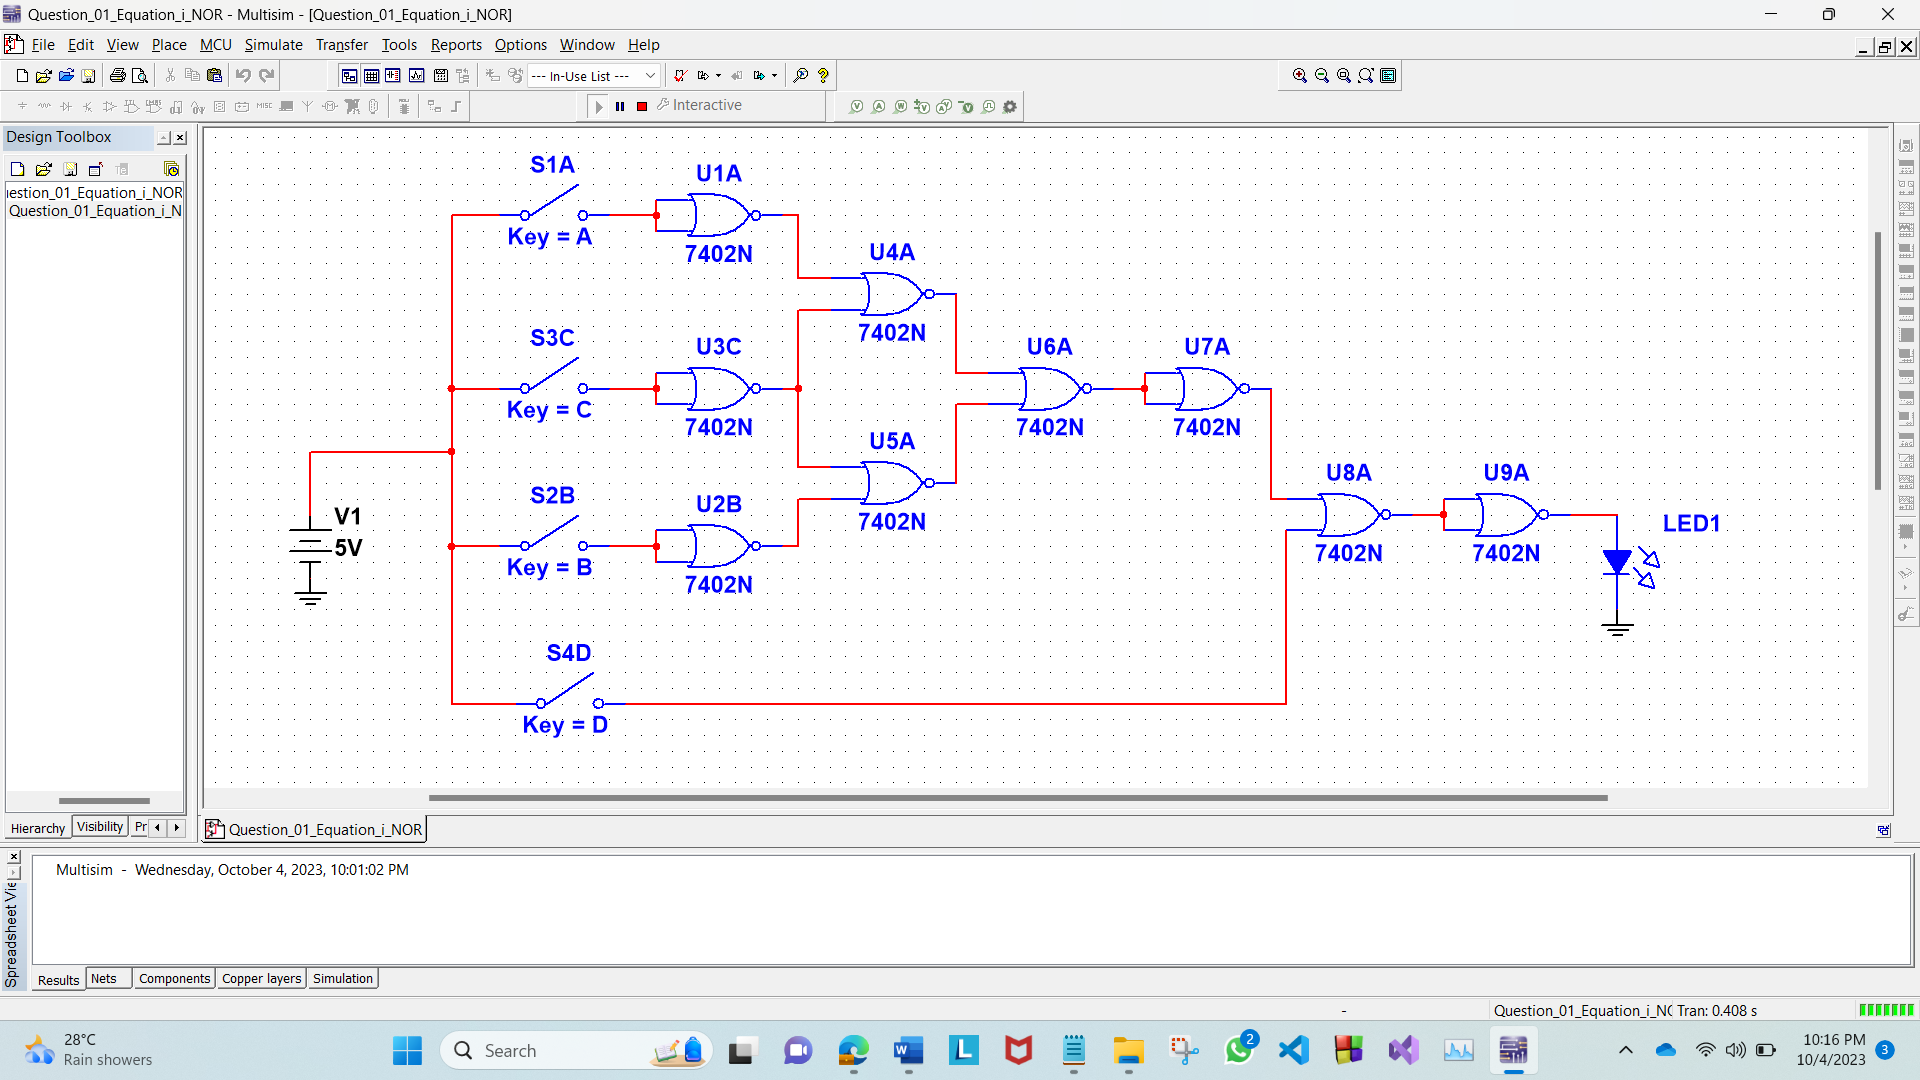 Question_01_Equation_i_NOR - Multisim - [Question_01_Equation_i_NOR]
File Edit View Place MCU Simulate Transfer Tools Reports Options Window Help
--- In-Use List ---
Interactive
Design Toolbox
uestion_01_Equation_i_NOR
Question_01_Equation_i_N
Hierarchy Visibility Pr
S1A
Key = A
U1A
7402N
U4A
7402N
S3C
Key = C
U3C
7402N
U6A
7402N
U7A
7402N
U5A
7402N
S2B
Key = B
U2B
7402N
V1
5V
U8A
7402N
U9A
7402N
LED1
S4D
Key = D
Question_01_Equation_i_NOR
Multisim - Wednesday, October 4, 2023, 10:01:02 PM
Spreadsheet Vie
Results Nets Components Copper layers Simulation
- Question_01_Equation_i_NO Tran: 0.408 s
28°C
Rain showers
Search
2
10:16 PM
10/4/2023
3